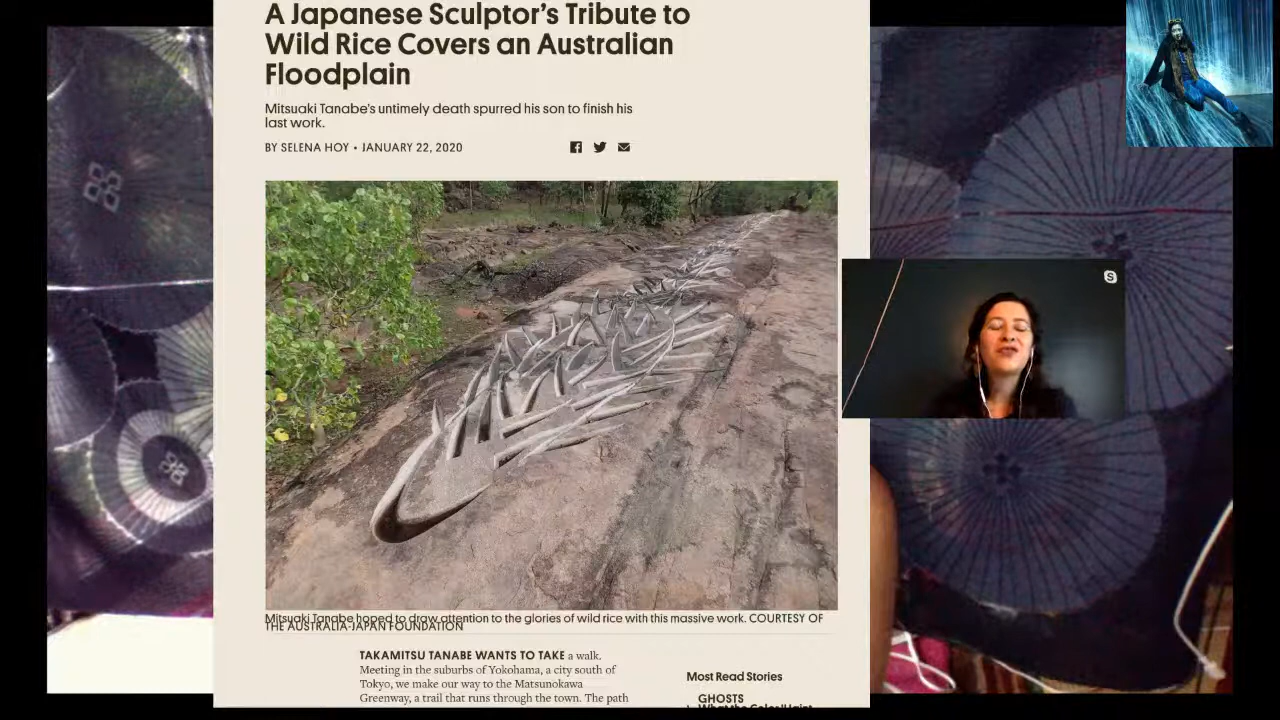 A Japanese Sculptor's Tribute to
Wild Rice Covers an Australian
Floodplain
Mitsuaki Tanabe's untimely death spurred his son to finish his
last work.
BY SELENA HOY • JANUARY 22, 2020
S
Mitsuaki Tanabe hoped to draw attention to the glories of wild rice with this massive work. COURTESY OF
THE AUSTRALIA-JAPAN FOUNDATION
TAKAMITSU TANABE WANTS TO TAKE a walk.
Meeting in the suburbs of Yokohama, a city south of
Tokyo, we make our way to the Matsunokawa
Greenway, a trail that runs through the town. The path
Most Read Stories
GHOSTS